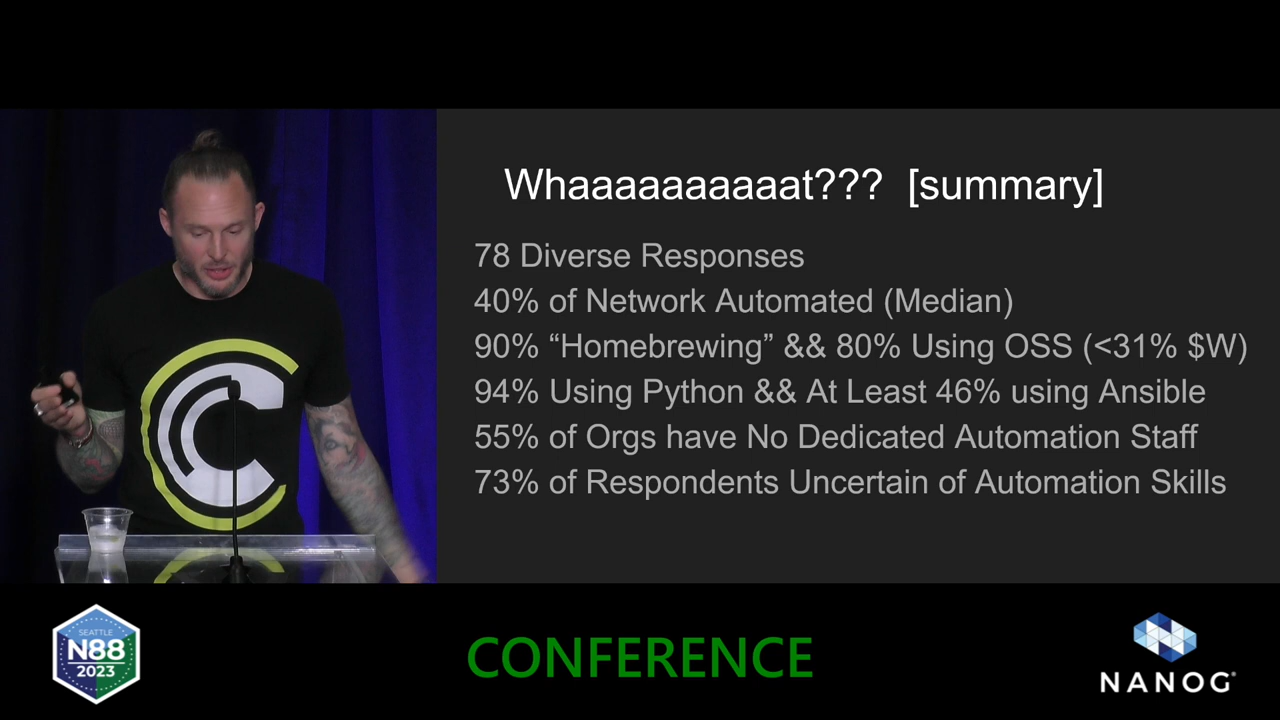 Whaaaaaaaaaat??? [summary]
78 Diverse Responses
40% of Network Automated (Median)
90% “Homebrewing” && 80% Using OSS (<31% $W)
94% Using Python && At Least 46% using Ansible
55% of Orgs have No Dedicated Automation Staff
73% of Respondents Uncertain of Automation Skills
SEATTLE
N88
2023
CONFERENCE
NANOG®